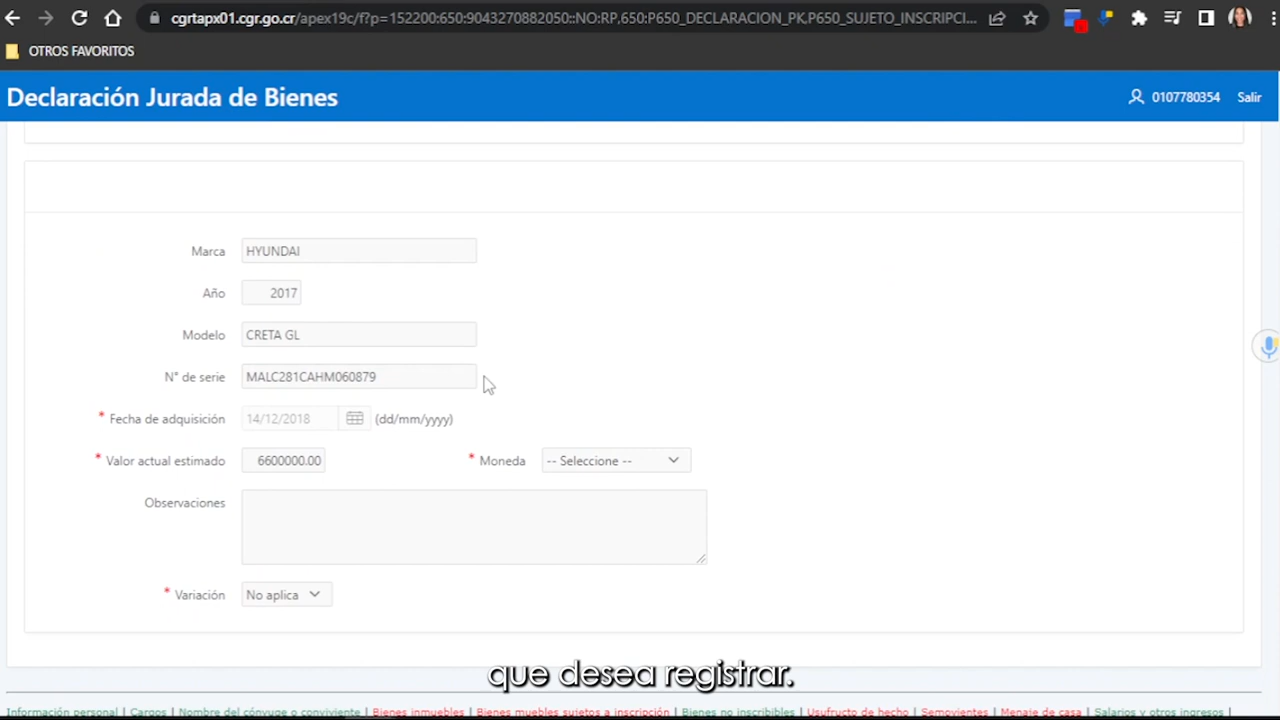 cgrtapx01.cgr.go.cr/apex19c/f?p=152200:650:9043270882050::NO:RP,650:P650_DECLARACION_PK,P650_SUJETO_INSCRIPCI...
OTROS FAVORITOS
Declaración Jurada de Bienes
0107780354 Salir
Marca HYUNDAI
Año 2017
Modelo CRETA GL
N° de serie MALC281CAHM060879
* Fecha de adquisición 14/12/2018 (dd/mm/yyyy)
* Valor actual estimado 6600000.00 * Moneda -- Seleccione --
Observaciones
* Variación No aplica
que desea registrar.
Información personal | Cargos | Nombre del cónyuge o conviviente | Bienes inmuebles | Bienes muebles sujetos a inscripción | Bienes no inscribibles | Usufructo de hecho | Semovientes | Menaje de casa | Salarios y otros ingresos |